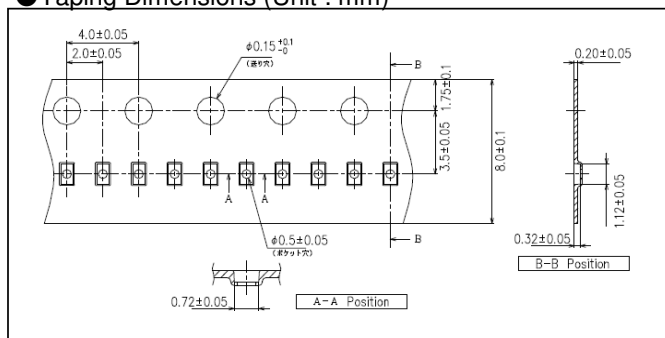 ●Taping Dimensions (Unit : mm)
4.0±0.05
2.0±0.05
φ0.15 +0.1 -0
(送り穴)
B
0.20±0.05
1.75±0.1
3.5±0.05
8.0±0.1
A A
B
φ0.5±0.05
(ポケット穴)
0.32±0.05
1.12±0.05
B-B Position
0.72±0.05
A-A Position